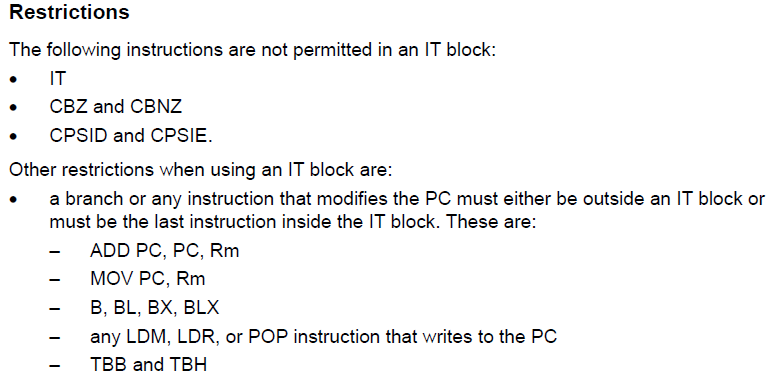 Restrictions
The following instructions are not permitted in an IT block:
• IT
• CBZ and CBNZ
• CPSID and CPSIE.
Other restrictions when using an IT block are:
• a branch or any instruction that modifies the PC must either be outside an IT block or
must be the last instruction inside the IT block. These are:
– ADD PC, PC, Rm
– MOV PC, Rm
– B, BL, BX, BLX
– any LDM, LDR, or POP instruction that writes to the PC
– TBB and TBH